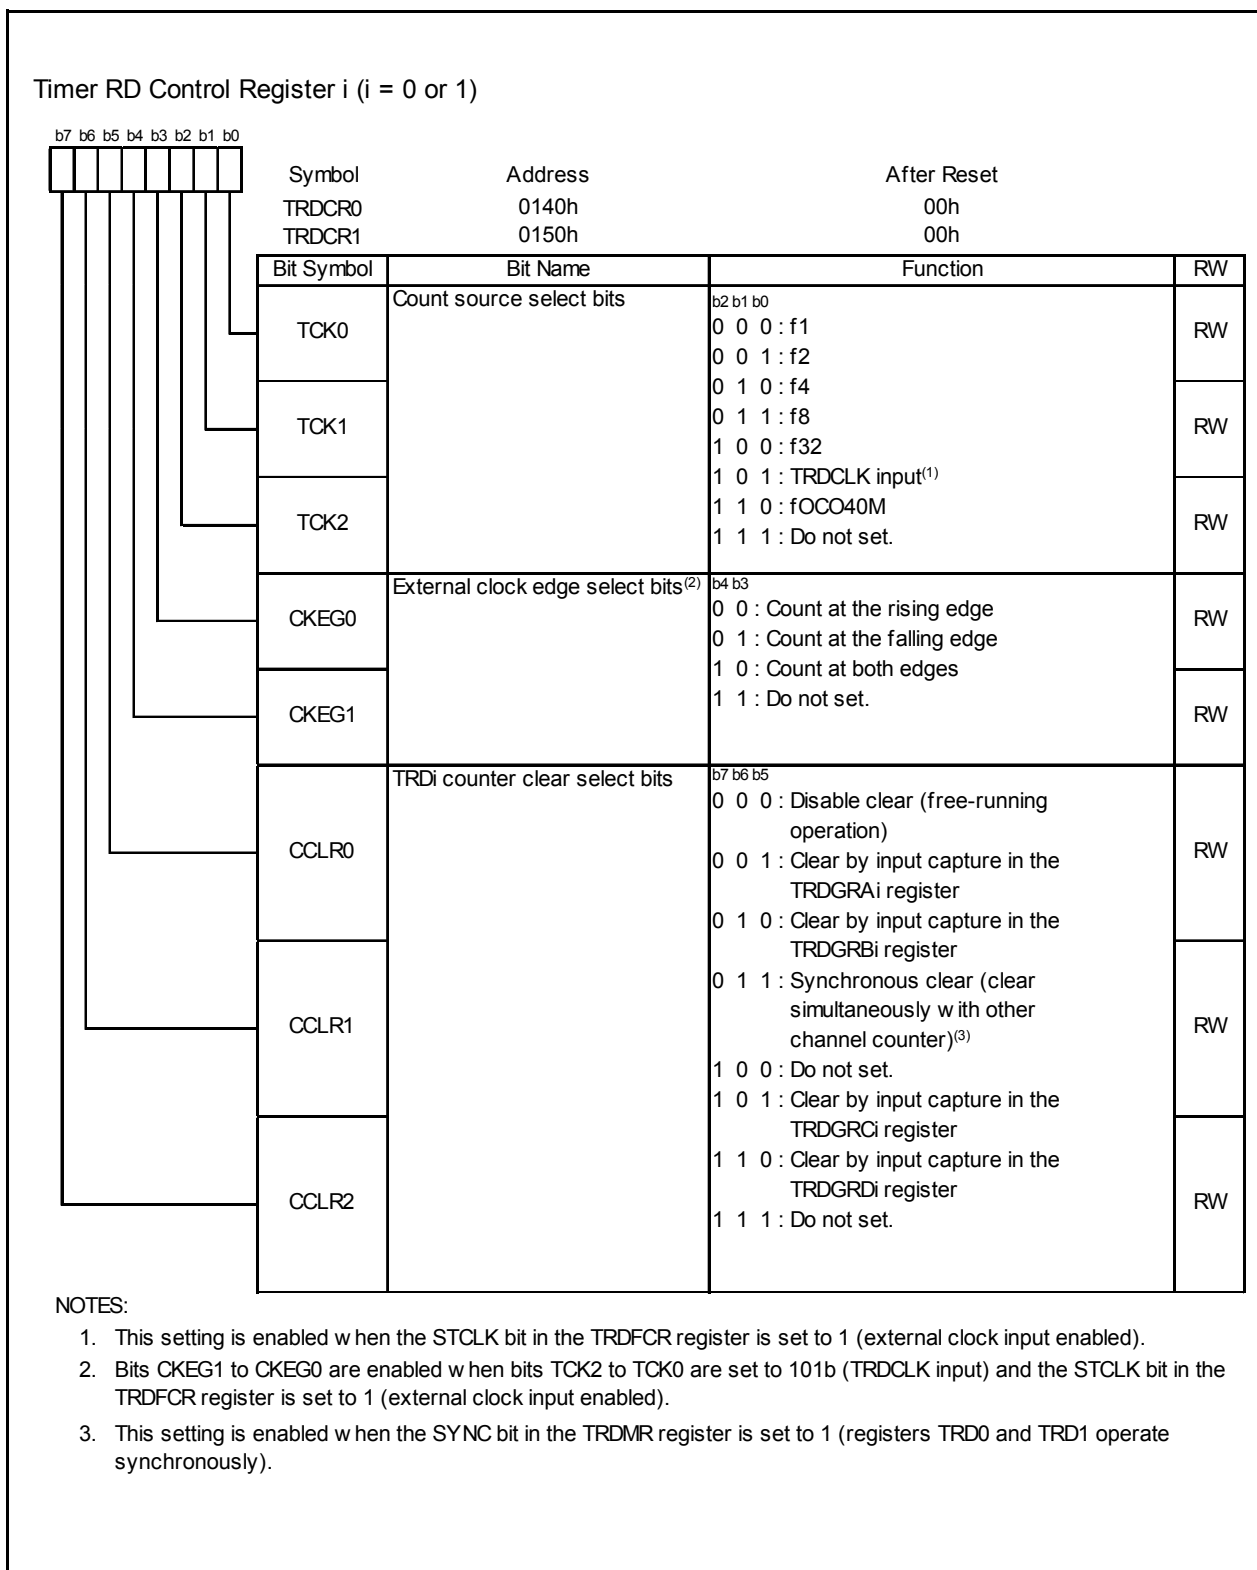 Timer RD Control Register i (i = 0 or 1)
b7 b6 b5 b4 b3 b2 b1 b0
Symbol Address After Reset
TRDCR0 0140h 00h
TRDCR1 0150h 00h
Bit Symbol Bit Name Function RW
TCK0 Count source select bits b2 b1 b0
0 0 0 : f1 RW
0 0 1 : f2
0 1 0 : f4
TCK1 0 1 1 : f8 RW
1 0 0 : f32
1 0 1 : TRDCLK input(1)
TCK2 1 1 0 : fOCO40M RW
1 1 1 : Do not set.
CKEG0 External clock edge select bits(2) b4 b3
0 0 : Count at the rising edge RW
0 1 : Count at the falling edge
1 0 : Count at both edges
CKEG1 1 1 : Do not set. RW
TRDi counter clear select bits b7 b6 b5
0 0 0 : Disable clear (free-running
operation)
CCLR0 0 0 1 : Clear by input capture in the RW
TRDGRAi register
0 1 0 : Clear by input capture in the
TRDGRBi register
0 1 1 : Synchronous clear (clear
simultaneously with other
CCLR1 channel counter)(3) RW
1 0 0 : Do not set.
1 0 1 : Clear by input capture in the
TRDGRCi register
1 1 0 : Clear by input capture in the
TRDGRDi register
CCLR2 1 1 1 : Do not set. RW
NOTES:
1. This setting is enabled when the STCLK bit in the TRDFCR register is set to 1 (external clock input enabled).
2. Bits CKEG1 to CKEG0 are enabled when bits TCK2 to TCK0 are set to 101b (TRDCLK input) and the STCLK bit in the
TRDFCR register is set to 1 (external clock input enabled).
3. This setting is enabled when the SYNC bit in the TRDMR register is set to 1 (registers TRD0 and TRD1 operate
synchronously).